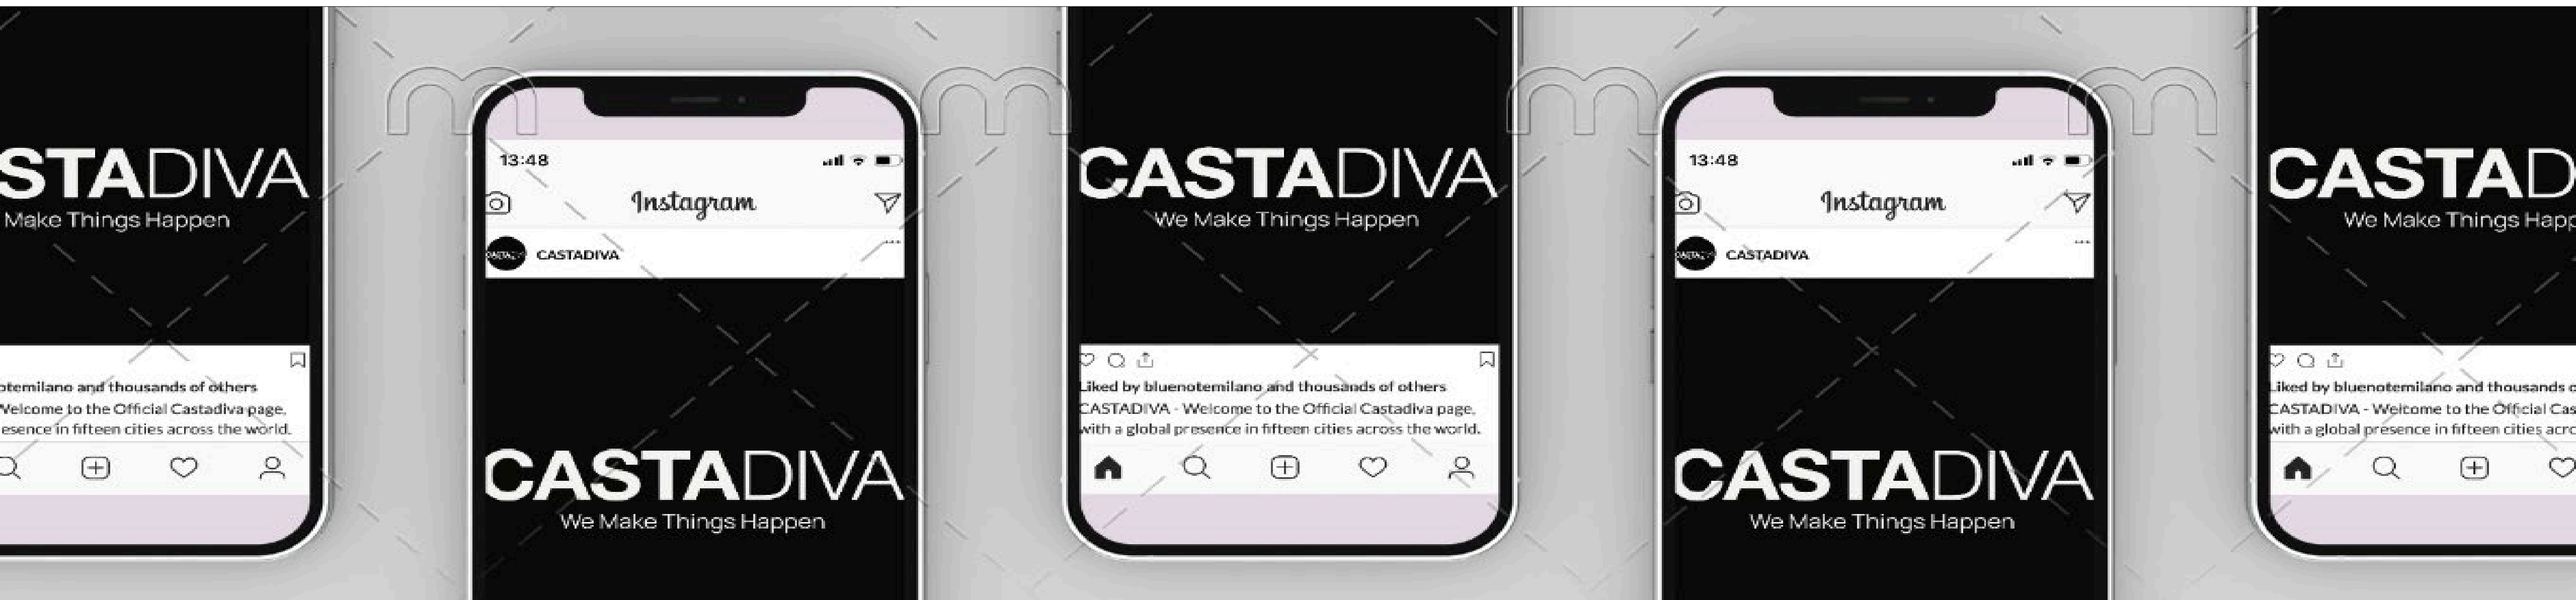 STADIVA
Make Things Happen
otemilano and thousands of others
Welcome to the Official Castadiva page,
esence in fifteen cities across the world.
m
13:48
Instagram
CASTADIVA
CASTADIVA
We Make Things Happen
m
CASTADIVA
We Make Things Happen
Liked by bluenotemilano and thousands of others
CASTADIVA - Welcome to the Official Castadiva page,
with a global presence in fifteen cities across the world.
m
13:48
Instagram
CASTADIVA
CASTADIVA
We Make Things Happen
m
CASTAD
We Make Things Happ
Liked by bluenotemilano and thousands o
CASTADIVA - Welcome to the Official Cas
with a global presence in fifteen cities acro